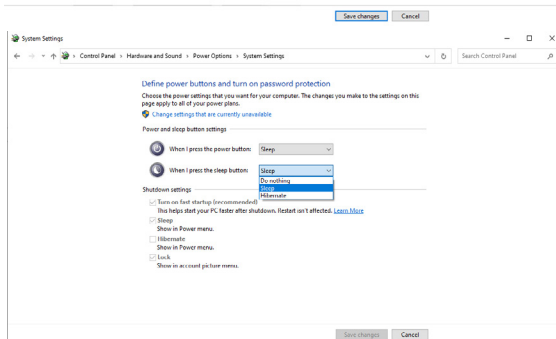 Save changes Cancel
System Settings
Control Panel > Hardware and Sound > Power Options > System Settings
Search Control Panel
Define power buttons and turn on password protection
Choose the power settings that you want for your computer. The changes you make to the settings on this
page apply to all of your power plans.
Change settings that are currently unavailable
Power and sleep button settings
When I press the power button: Sleep
When I press the sleep button: Sleep
Do nothing
Sleep
Hibernate
Shutdown settings
Turn on fast startup (recommended)
This helps start your PC faster after shutdown. Restart isn't affected. Learn More
Sleep
Show in Power menu.
Hibernate
Show in Power menu.
Lock
Show in account picture menu.
Save changes Cancel